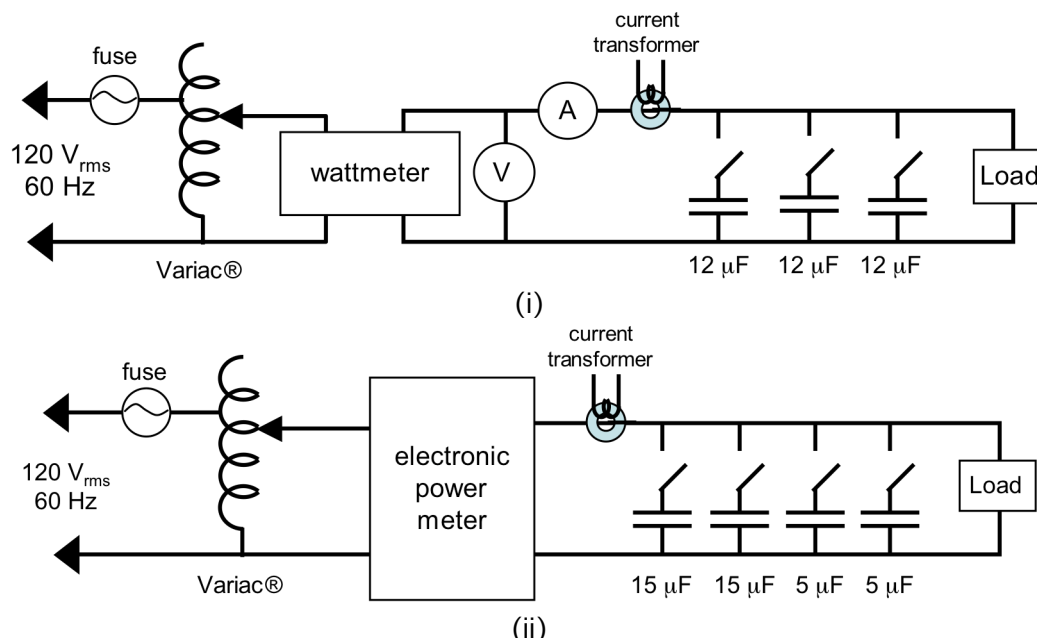 current
transformer
fuse
A
120 Vrms
60 Hz
wattmeter
V
Load
Variac®
12 μF 12 μF 12 μF
(i)
current
transformer
fuse
electronic
power
meter
120 Vrms
60 Hz
Load
Variac®
15 μF 15 μF 5 μF 5 μF
(ii)